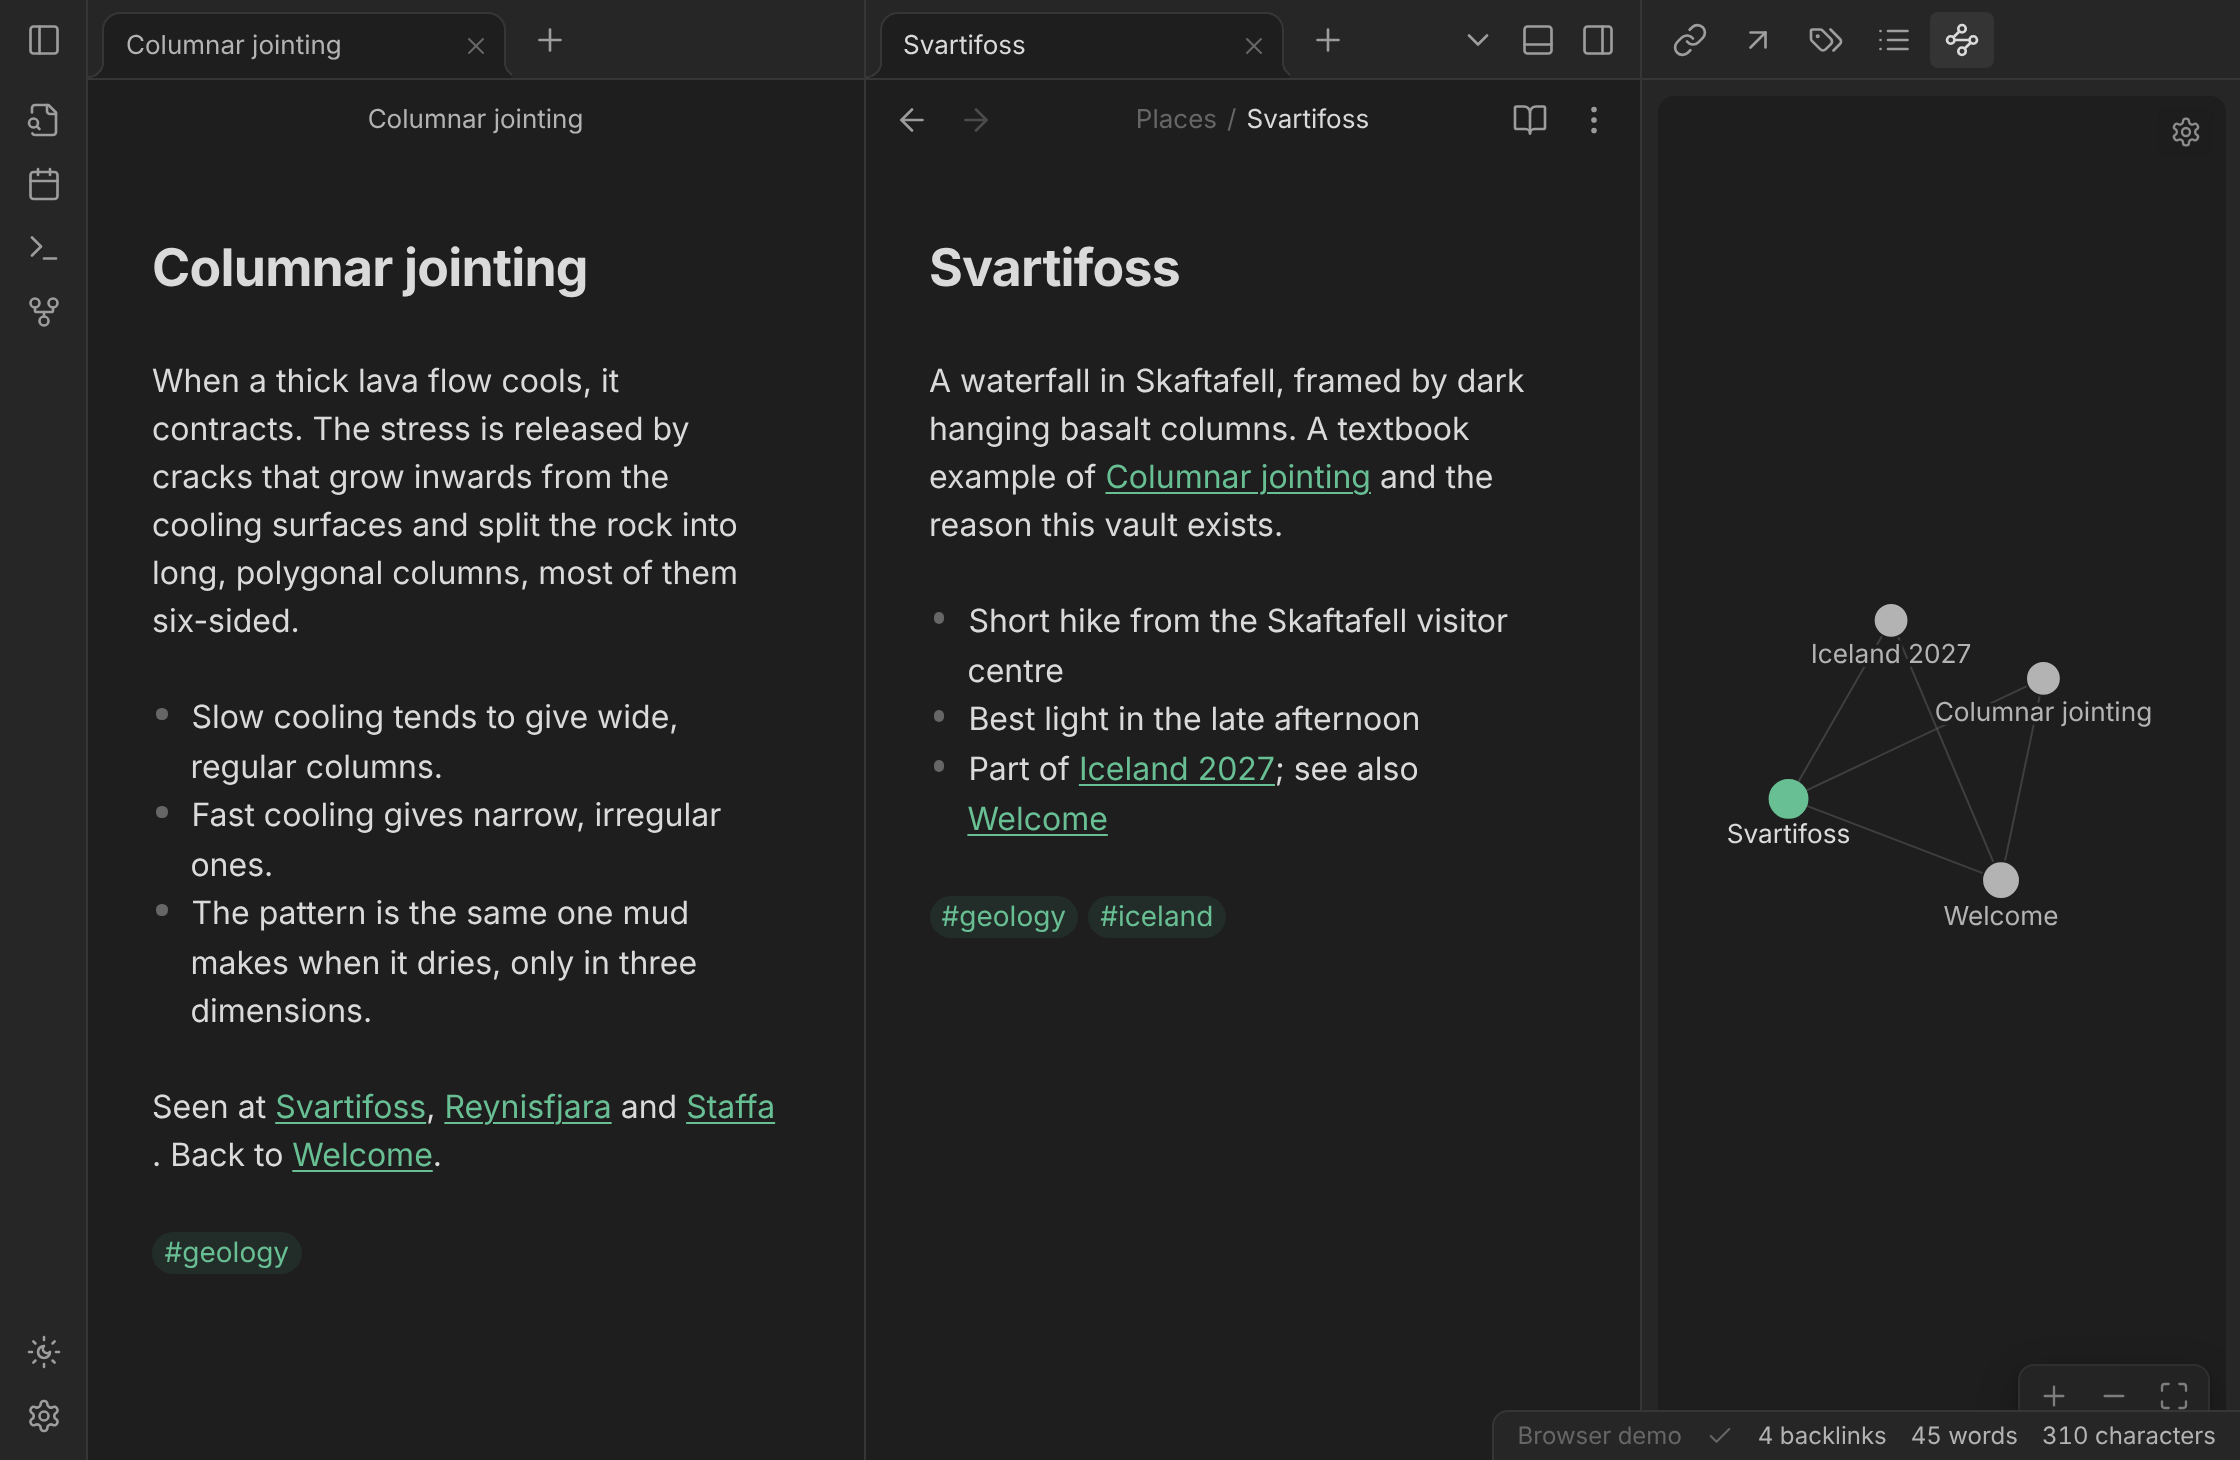 Columnar jointing
Columnar jointing
Columnar jointing
When a thick lava flow cools, it
contracts. The stress is released by
cracks that grow inwards from the
cooling surfaces and split the rock into
long, polygonal columns, most of them
six-sided.
Slow cooling tends to give wide,
regular columns.
Fast cooling gives narrow, irregular
ones.
The pattern is the same one mud
makes when it dries, only in three
dimensions.
Seen at Svartifoss, Reynisfjara and Staffa
. Back to Welcome.
#geology
Svartifoss
Places / Svartifoss
Svartifoss
A waterfall in Skaftafell, framed by dark
hanging basalt columns. A textbook
example of Columnar jointing and the
reason this vault exists.
Short hike from the Skaftafell visitor
centre
Best light in the late afternoon
Part of Iceland 2027; see also
Welcome
#geology #iceland
Iceland 2027
Columnar jointing
Svartifoss
Welcome
Browser demo 4 backlinks 45 words 310 characters